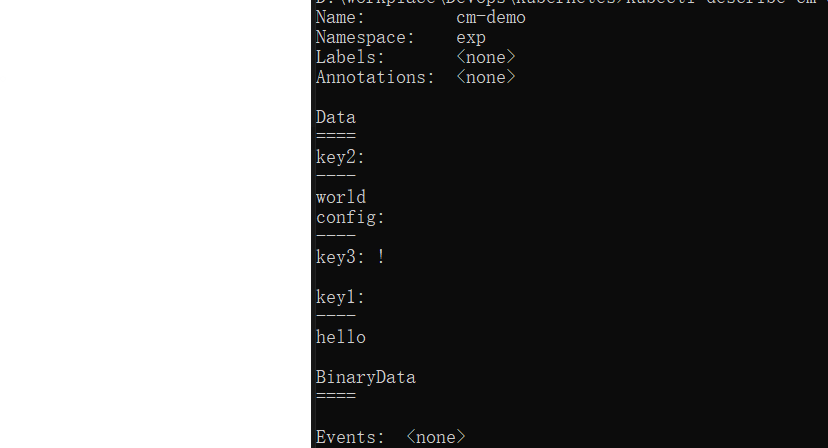 Name:         cm-demo
Namespace:    exp
Labels:       <none>
Annotations:  <none>
Data
====
key2:
----
world
config:
----
key3: !
key1:
----
hello
BinaryData
====
Events:  <none>